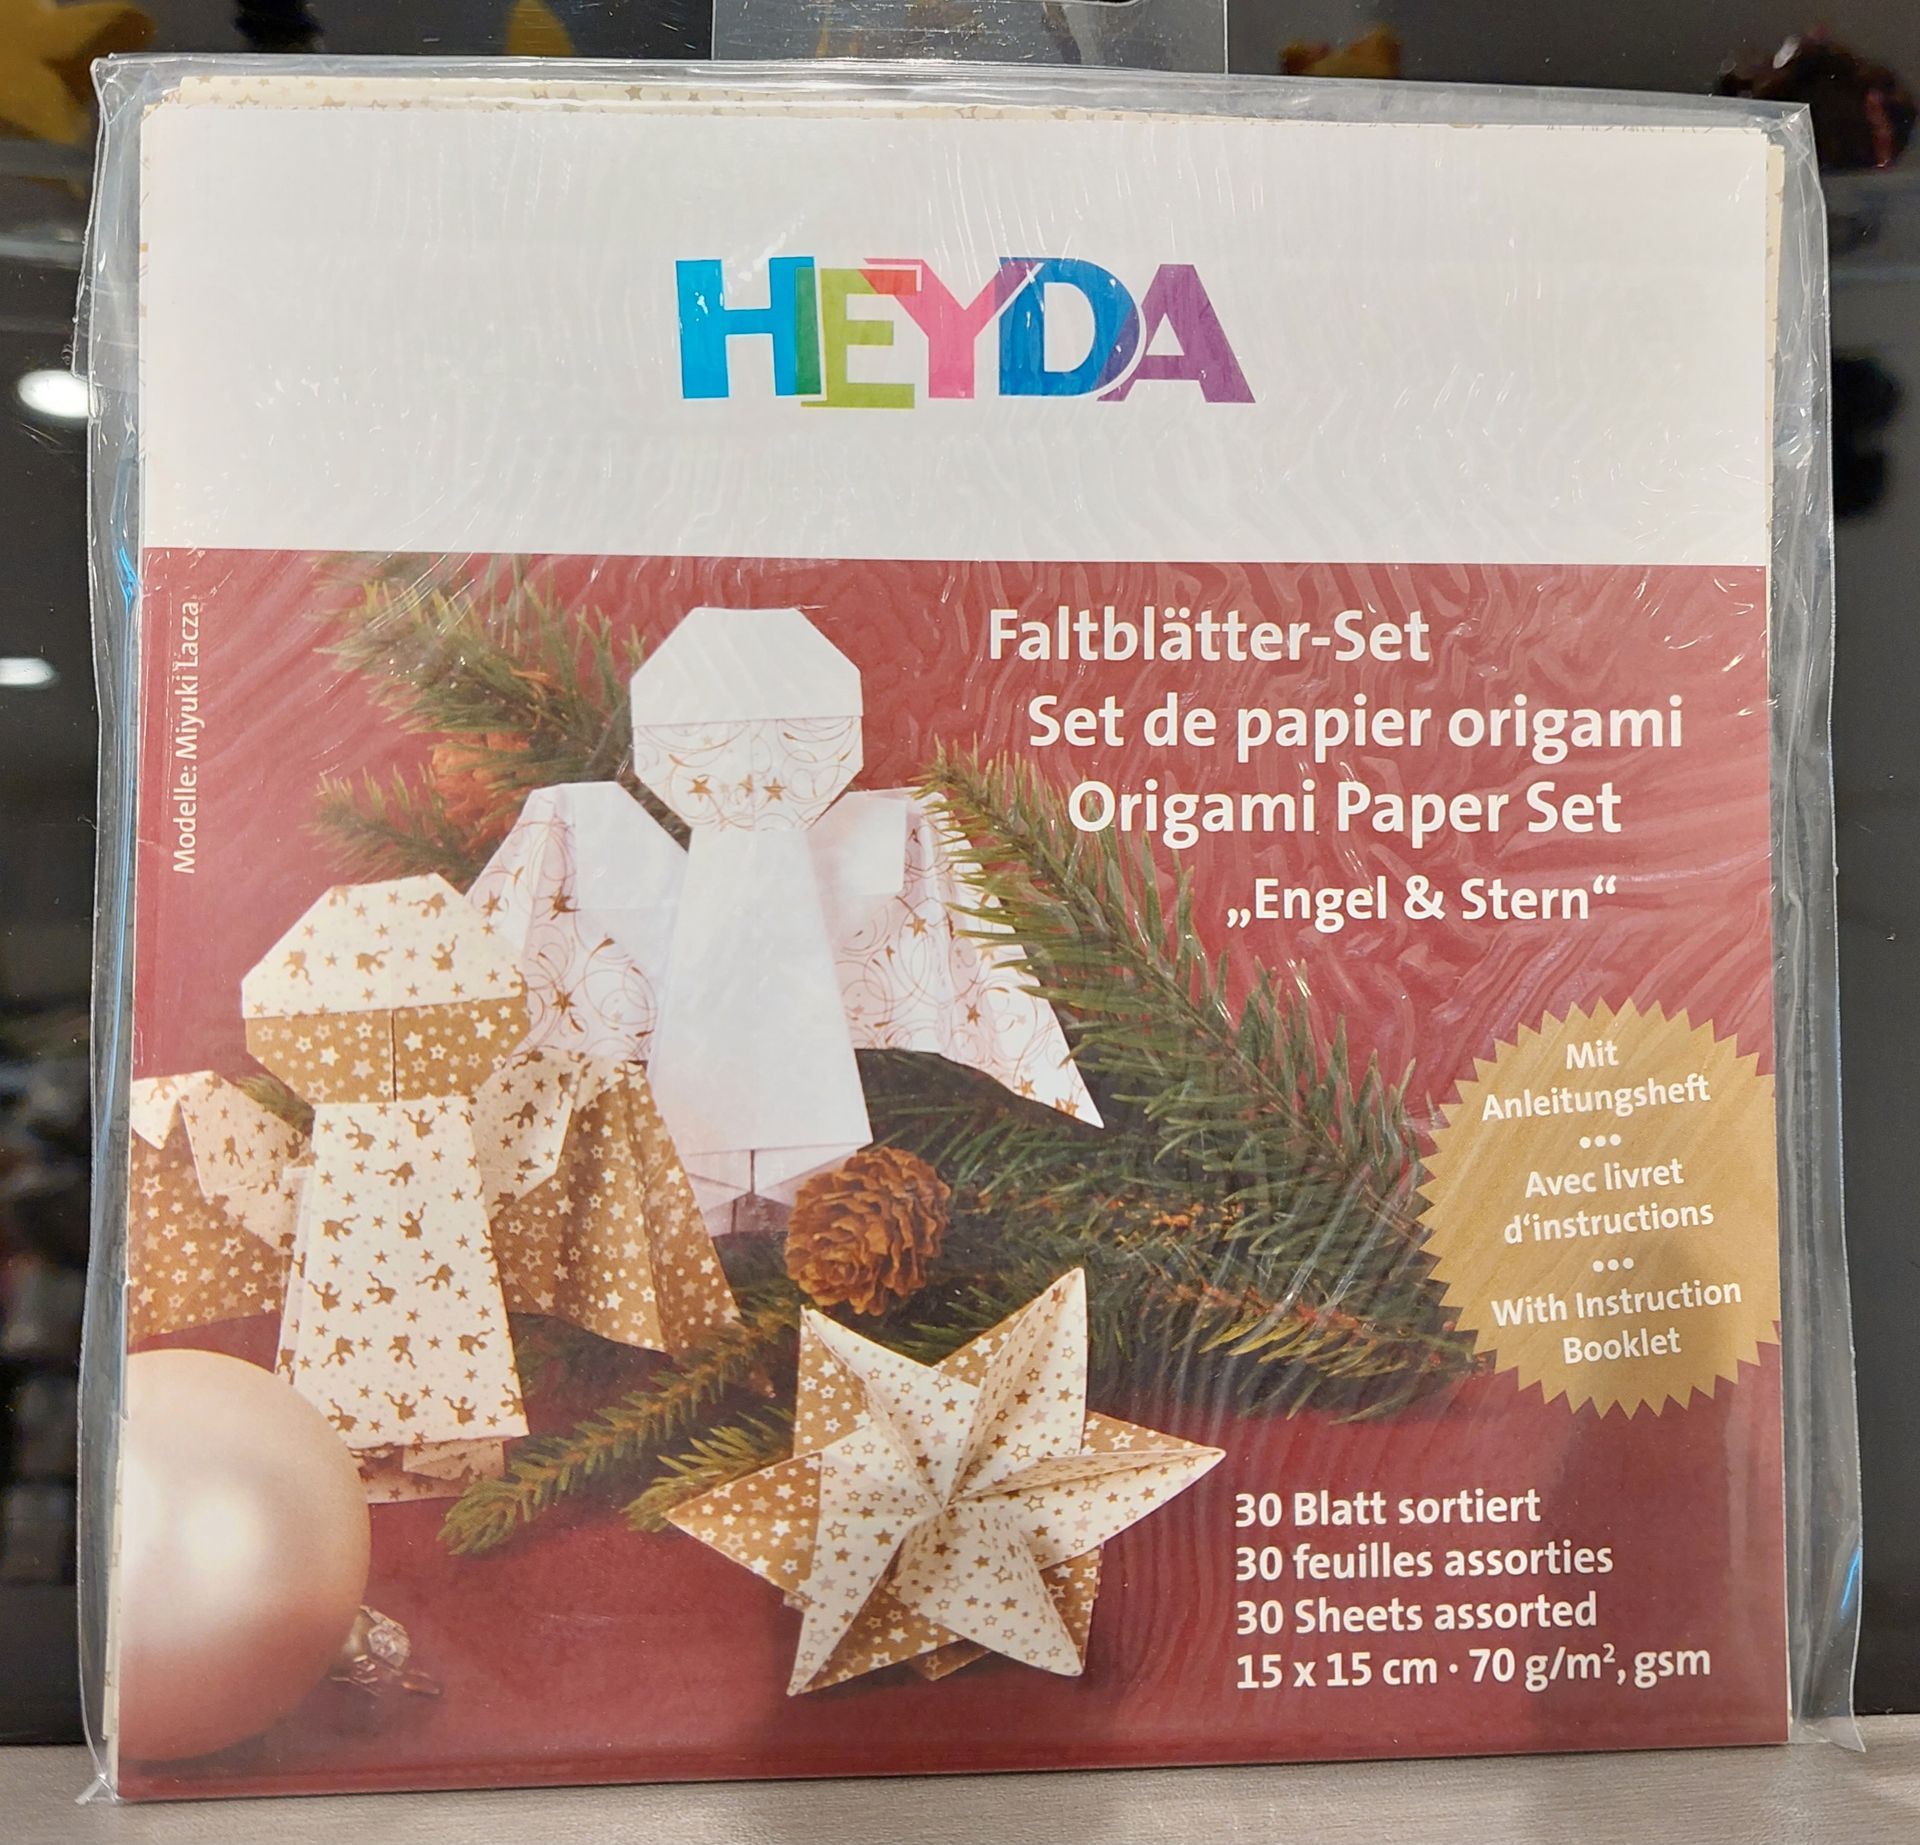 HEYDA
Modelle: Miyuki Lacza
Faltblätter-Set
Set de papier origami
Origami Paper Set
„Engel & Stern“
Mit
Anleitungsheft
•••
Avec livret
d‘instructions
•••
With Instruction
Booklet
30 Blatt sortiert
30 feuilles assorties
30 Sheets assorted
15 x 15 cm · 70 g/m², gsm